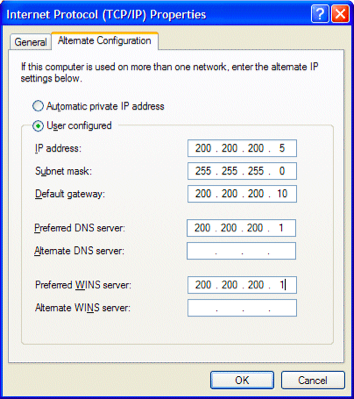 Internet Protocol (TCP/IP) Properties
General Alternate Configuration
If this computer is used on more than one network, enter the alternate IP
settings below.
Automatic private IP address
User configured
IP address: 200 . 200 . 200 . 5
Subnet mask: 255 . 255 . 255 . 0
Default gateway: 200 . 200 . 200 . 10
Preferred DNS server: 200 . 200 . 200 . 1
Alternate DNS server: . . .
Preferred WINS server: 200 . 200 . 200 . 1
Alternate WINS server: . . .
OK Cancel